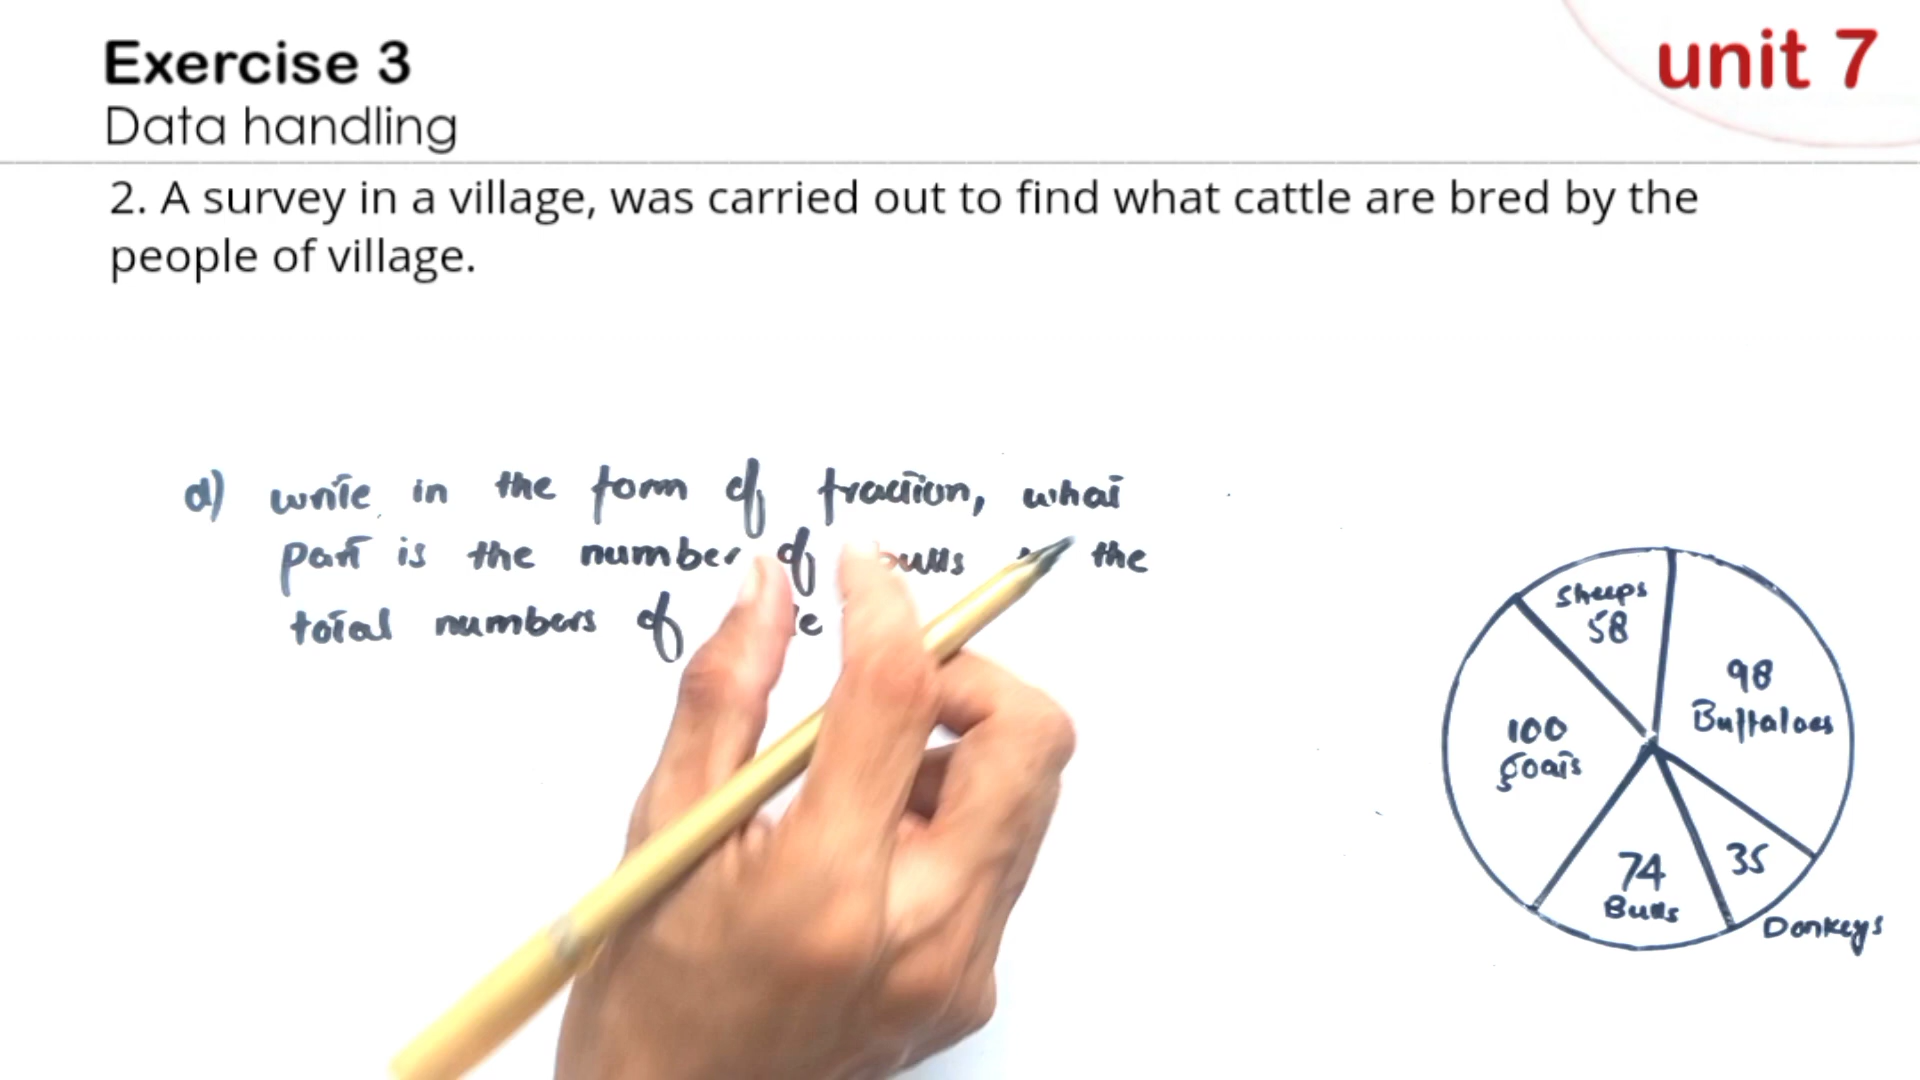 Exercise 3
unit 7
Data handling
2. A survey in a village, was carried out to find what cattle are bred by the
people of village.
d) write in the form of fraction, what
part is the number of bulls the
total numbers of
Sheeps
58
98
Buffaloes
100
goats
74
Bulls
35
Donkeys